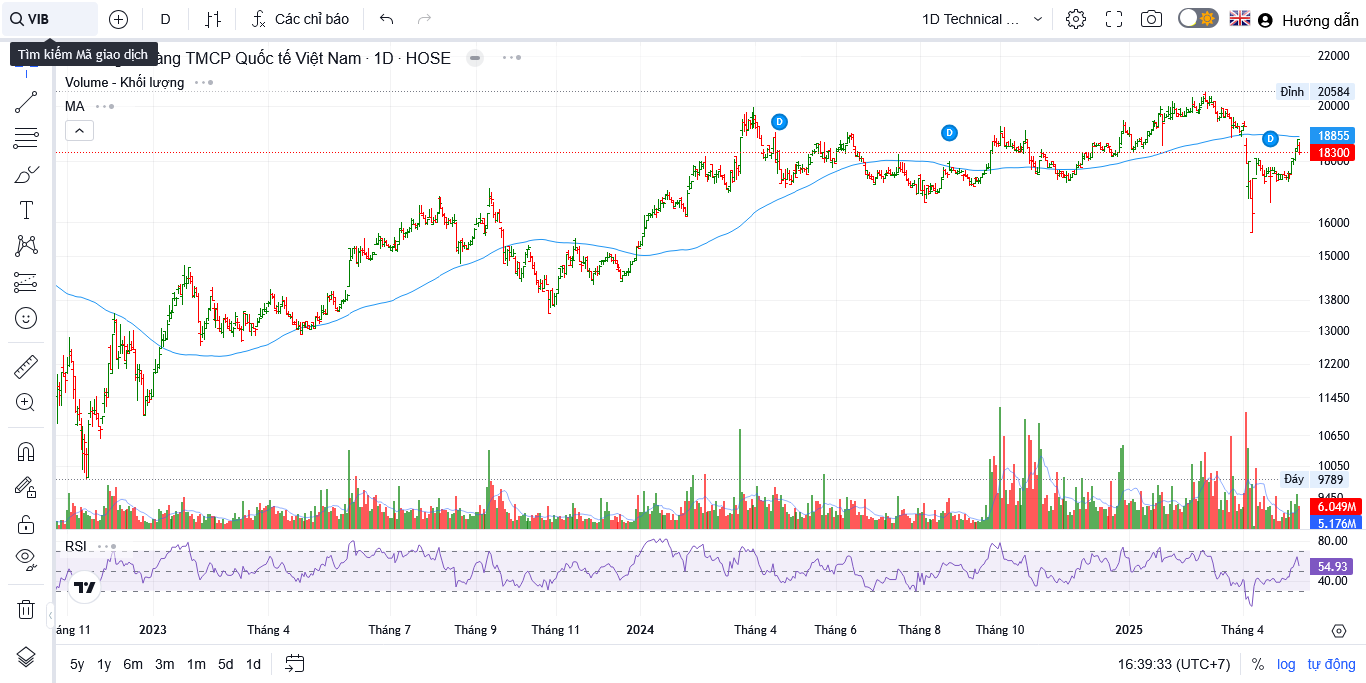 VIB
D
Các chỉ báo
1D Technical ...
Hướng dẫn
Tìm kiếm Mã giao dịch
àng TMCP Quốc tế Việt Nam · 1D · HOSE
Volume - Khối lượng
MA
D
D
D
22000
Đỉnh 20584
20000
18855
18300
18000
16000
15000
13800
13000
12200
11450
10650
10050
Đáy 9789
9450
6.049M
5.176M
RSI
80.00
54.93
40.00
áng 11
2023
Tháng 4
Tháng 7
Tháng 9
Tháng 11
2024
Tháng 4
Tháng 6
Tháng 8
Tháng 10
2025
Tháng 4
5y 1y 6m 3m 1m 5d 1d
16:39:33 (UTC+7)
% log tự động